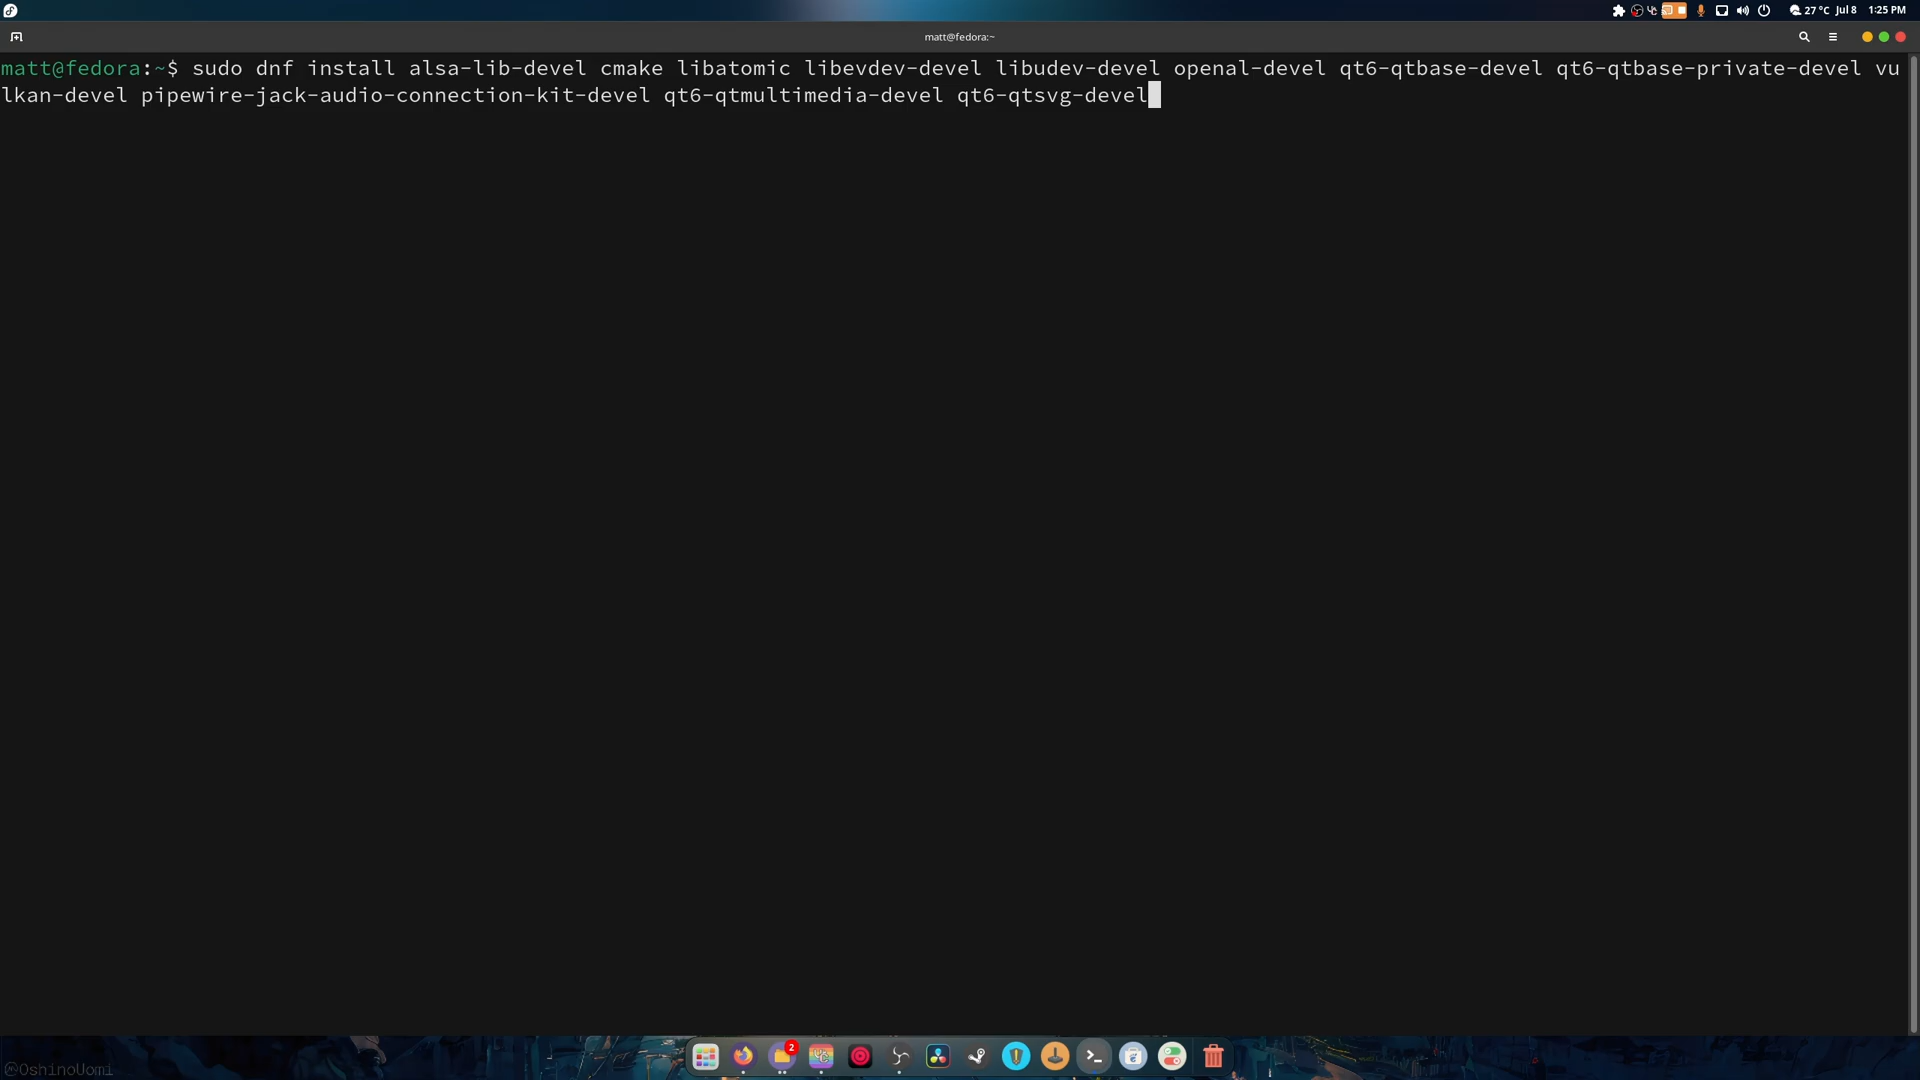 27 °C Jul 8 1:25 PM
matt@fedora:~
matt@fedora:~$ sudo dnf install alsa-lib-devel cmake libatomic libevdev-devel libudev-devel openal-devel qt6-qtbase-devel qt6-qtbase-private-devel vu
lkan-devel pipewire-jack-audio-connection-kit-devel qt6-qtmultimedia-devel qt6-qtsvg-devel
2
@OshinoUomi